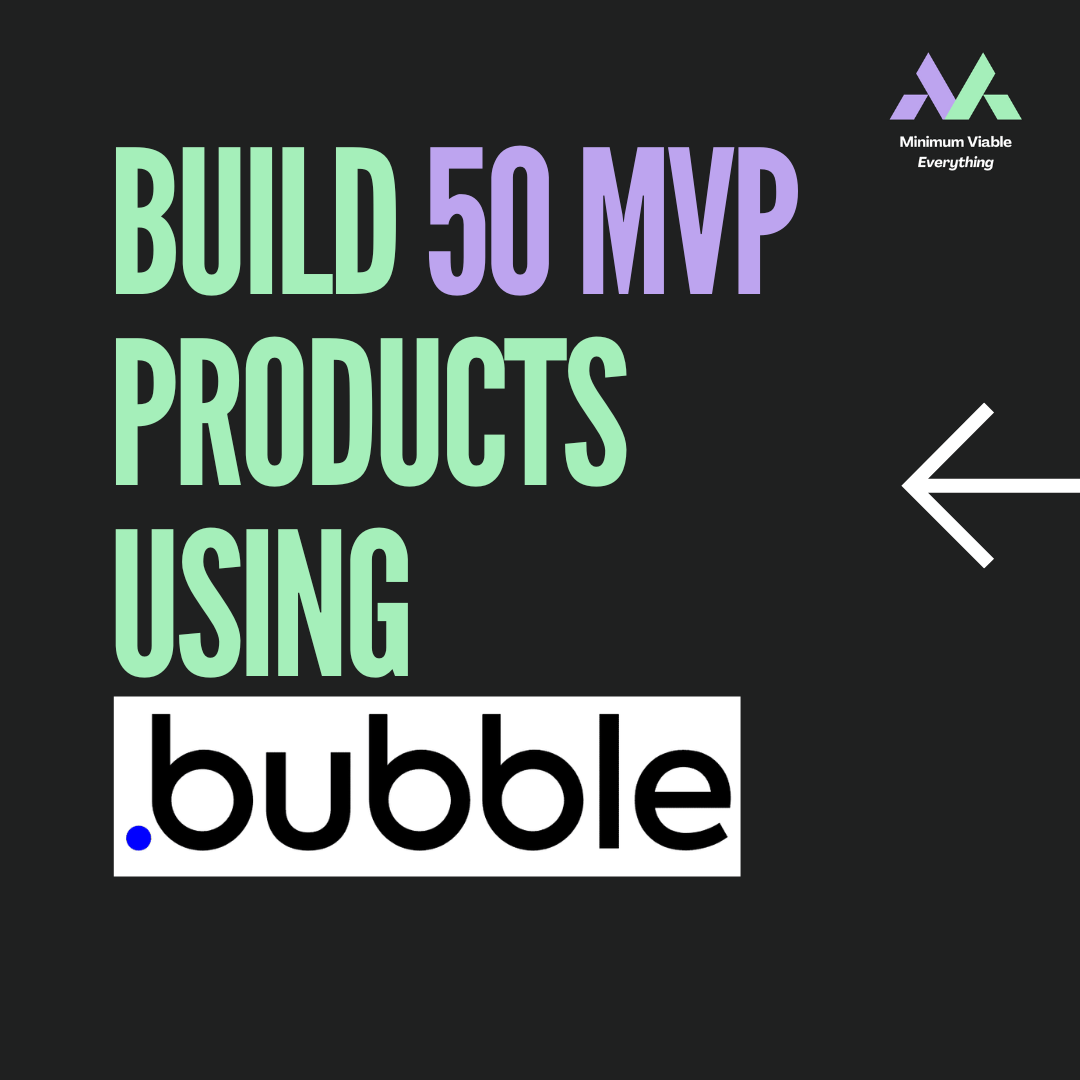 Minimum Viable
Everything
BUILD 50 MVP
PRODUCTS
USING
.bubble